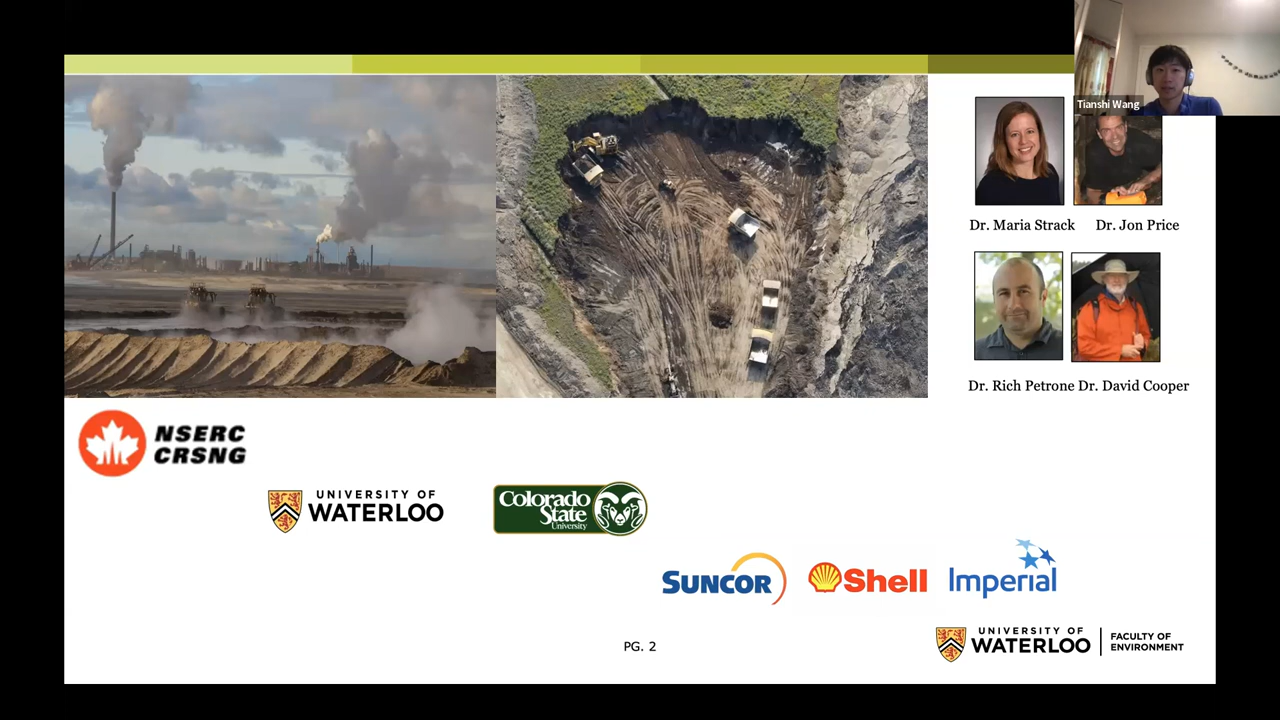 Tianshi Wang
Dr. Maria Strack Dr. Jon Price
Dr. Rich Petrone Dr. David Cooper
NSERC
CRSNG
UNIVERSITY OF
WATERLOO
Colorado
State
University
SUNCOR
Shell
Imperial
PG. 2
UNIVERSITY OF
WATERLOO
FACULTY OF
ENVIRONMENT